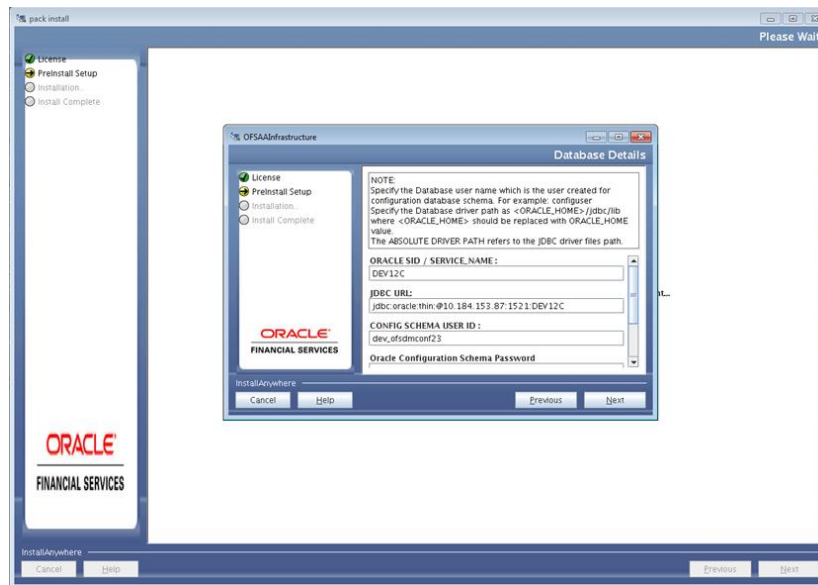 pack install
Please Wait
License
PreInstall Setup
Installation...
Install Complete
OFSAAInfrastructure
Database Details
License
PreInstall Setup
Installation...
Install Complete
NOTE:
Specify the Database user name which is the user created for
configuration database schema. For example: configuser
Specify the Database driver path as <ORACLE_HOME>/jdbc/lib
where <ORACLE_HOME> should be replaced with ORACLE_HOME
value.
The ABSOLUTE DRIVER PATH refers to the JDBC driver files path.
ORACLE SID / SERVICE_NAME :
DEV12C
JDBC URL:
jdbc:oracle:thin:@10.184.153.87:1521:DEV12C
CONFIG SCHEMA USER ID :
dev_ofsdmconf23
Oracle Configuration Schema Password
ORACLE
FINANCIAL SERVICES
InstallAnywhere
Cancel
Help
Previous
Next
ORACLE
FINANCIAL SERVICES
InstallAnywhere
Cancel
Help
Previous
Next